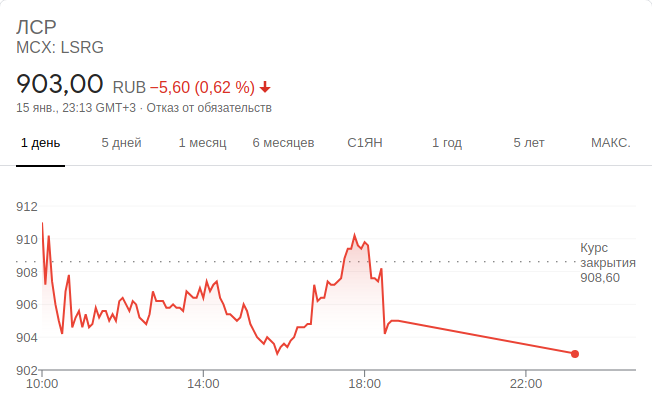 ЛСР
MCX: LSRG
903,00 RUB −5,60 (0,62 %)
15 янв., 23:13 GMT+3 · Отказ от обязательств
1 день 5 дней 1 месяц 6 месяцев С1ЯН 1 год 5 лет МАКС.
912
910
908
906
904
902
Курс
закрытия
908,60
10:00 14:00 18:00 22:00